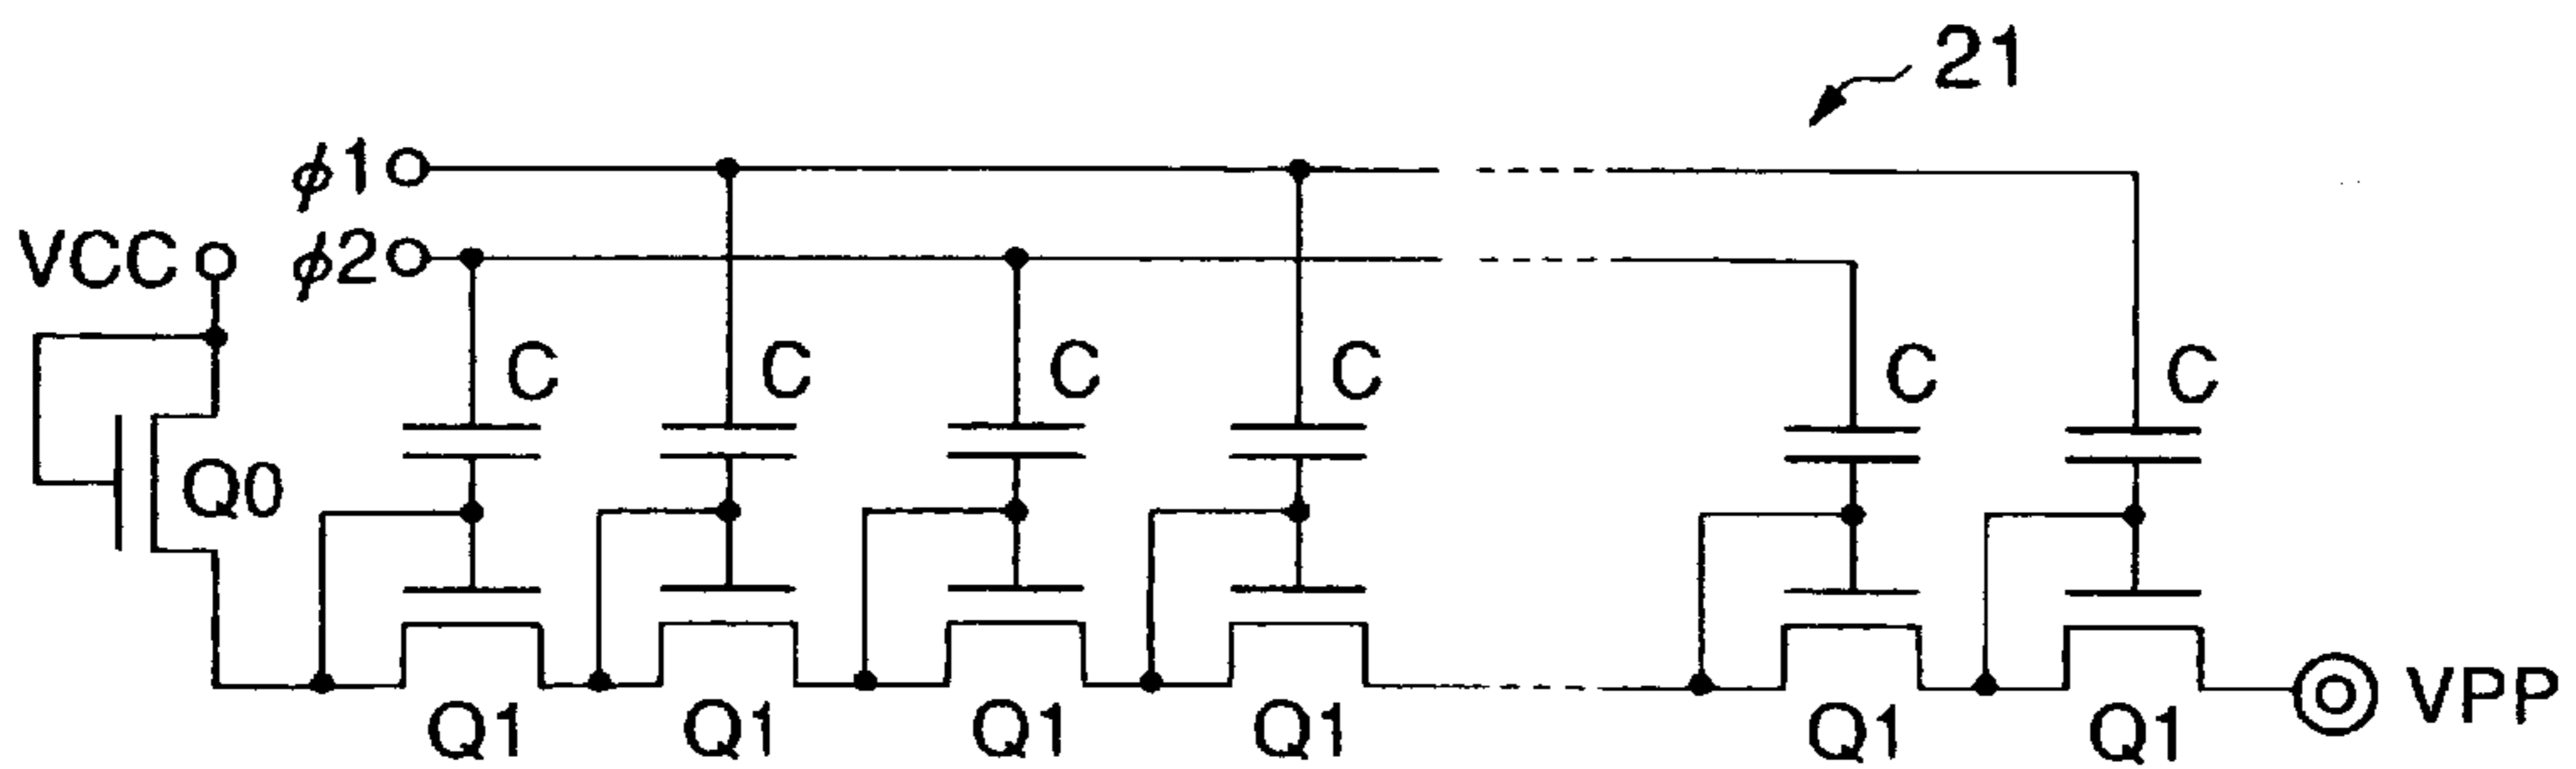 21
ϕ1
VCC ϕ2
C C C C C C
Q0
Q1 Q1 Q1 Q1 Q1 Q1 VPP